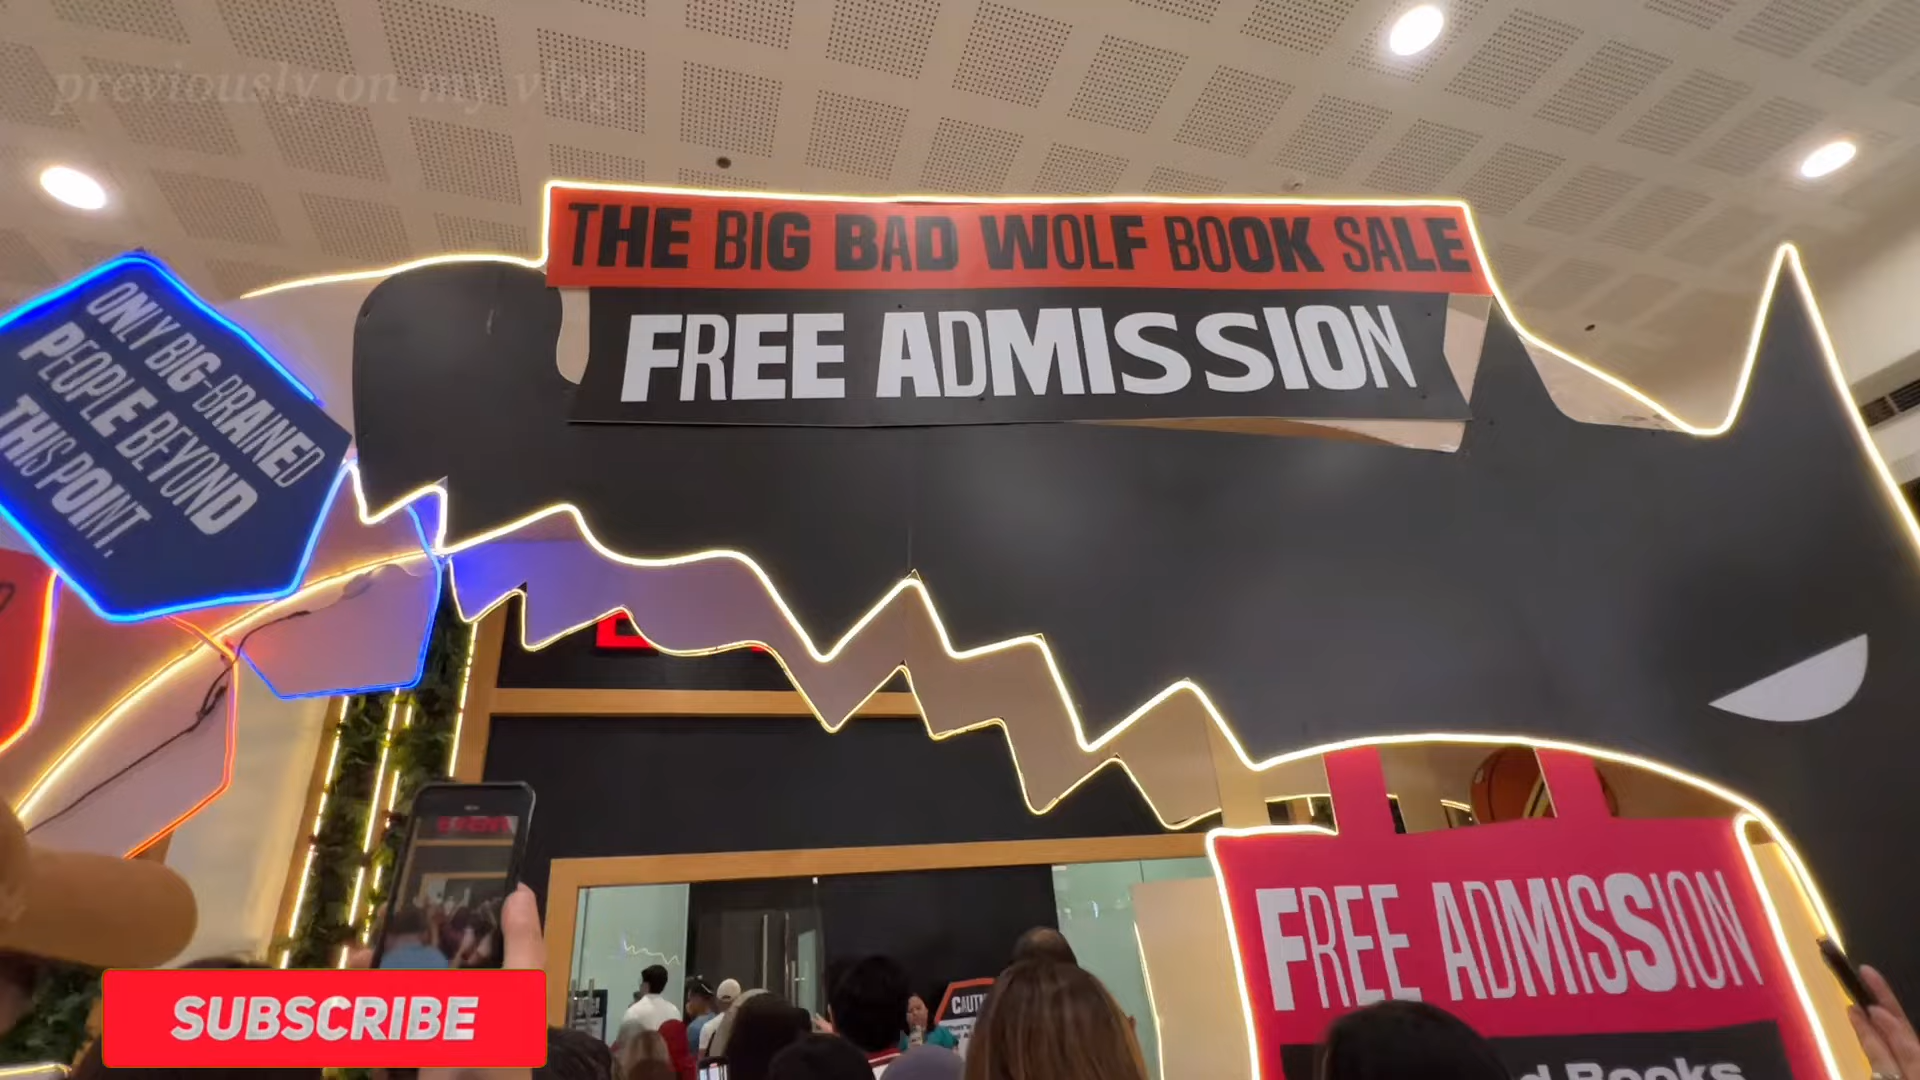 previously on my vlog:
THE BIG BAD WOLF BOOK SALE
FREE ADMISSION
ONLY BIG-BRAINED
PEOPLE BEYOND
THIS POINT.
FREE ADMISSION
Books
SUBSCRIBE